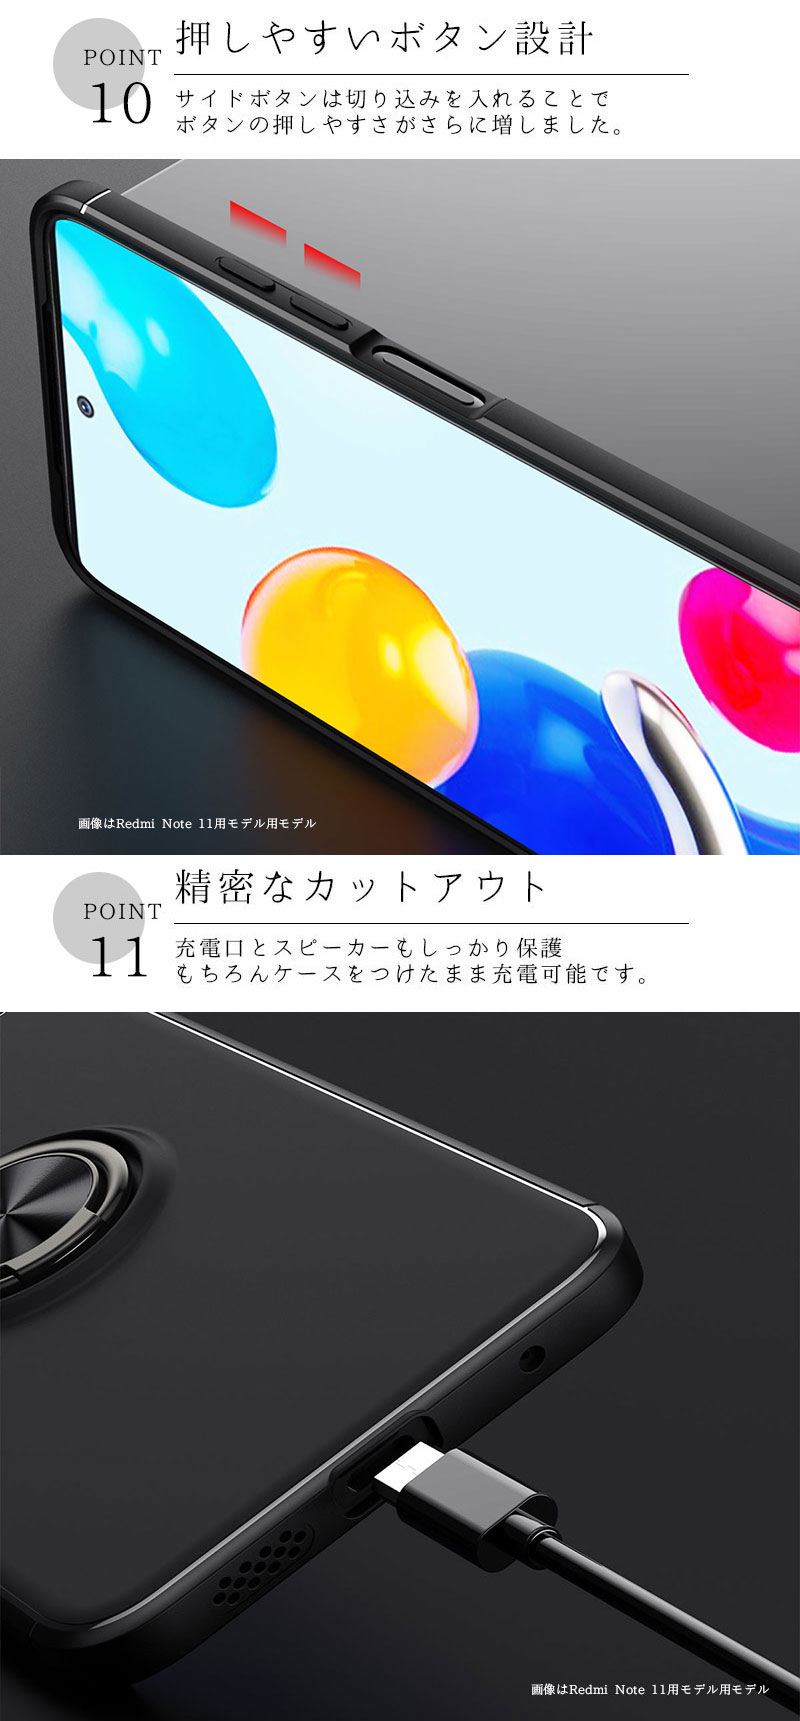 POINT
10
押しやすいボタン設計
サイドボタンは切り込みを入れることで
ボタンの押しやすさがさらに増しました。
画像はRedmi Note 11用モデル用モデル
POINT
11
精密なカットアウト
充電口とスピーカーもしっかり保護
もちろんケースをつけたまま充電可能です。
画像はRedmi Note 11用モデル用モデル